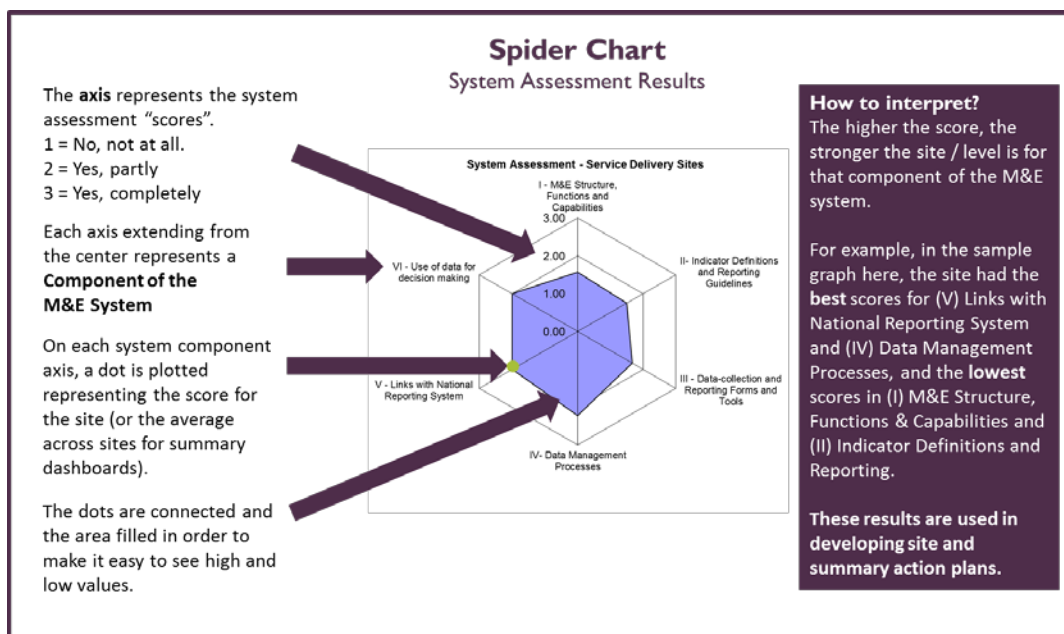 Spider Chart
System Assessment Results
The axis represents the system
assessment “scores”.
1 = No, not at all.
2 = Yes, partly
3 = Yes, completely
Each axis extending from
the center represents a
Component of the
M&E System
On each system component
axis, a dot is plotted
representing the score for
the site (or the average
across sites for summary
dashboards).
The dots are connected and
the area filled in order to
make it easy to see high and
low values.
System Assessment - Service Delivery Sites
I - M&E Structure,
Functions and
Capabilities
3.00
2.00
1.00
0.00
II- Indicator Definitions
and Reporting
Guidelines
III - Data-collection and
Reporting Forms and
Tools
IV- Data Management
Processes
V - Links with National
Reporting System
VI - Use of data for
decision making
How to interpret?
The higher the score, the
stronger the site / level is for
that component of the M&E
system.
For example, in the sample
graph here, the site had the
best scores for (V) Links with
National Reporting System
and (IV) Data Management
Processes, and the lowest
scores in (I) M&E Structure,
Functions & Capabilities and
(II) Indicator Definitions and
Reporting.
These results are used in
developing site and
summary action plans.